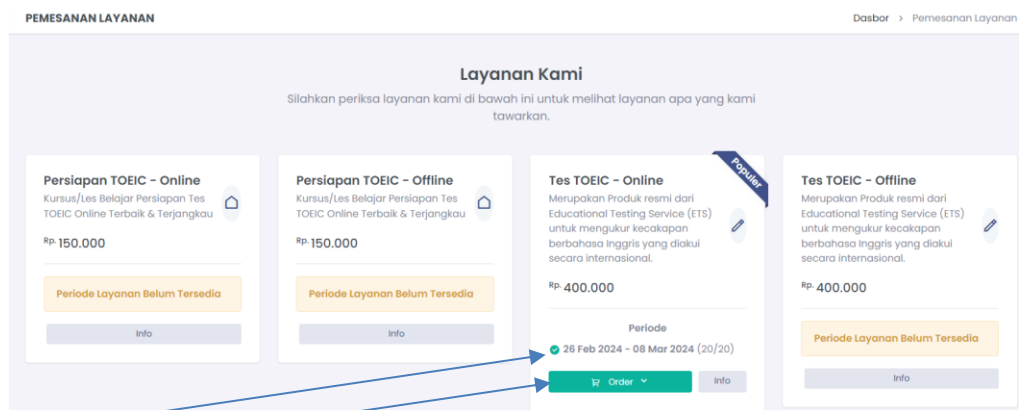 PEMESANAN LAYANAN
Dasbor > Pemesanan Layanan
Layanan Kami
Silahkan periksa layanan kami di bawah ini untuk melihat layanan apa yang kami
tawarkan.
Persiapan TOEIC - Online
Kursus/Les Belajar Persiapan Tes
TOEIC Online Terbaik & Terjangkau
Rp. 150.000
Periode Layanan Belum Tersedia
Info
Persiapan TOEIC - Offline
Kursus/Les Belajar Persiapan Tes
TOEIC Online Terbaik & Terjangkau
Rp. 150.000
Periode Layanan Belum Tersedia
Info
Populer
Tes TOEIC - Online
Merupakan Produk resmi dari
Educational Testing Service (ETS)
untuk mengukur kecakapan
berbahasa Inggris yang diakui
secara internasional.
Rp. 400.000
Periode
26 Feb 2024 - 08 Mar 2024 (20/20)
Order
Info
Tes TOEIC - Offline
Merupakan Produk resmi dari
Educational Testing Service (ETS)
untuk mengukur kecakapan
berbahasa Inggris yang diakui
secara internasional.
Rp. 400.000
Periode Layanan Belum Tersedia
Info